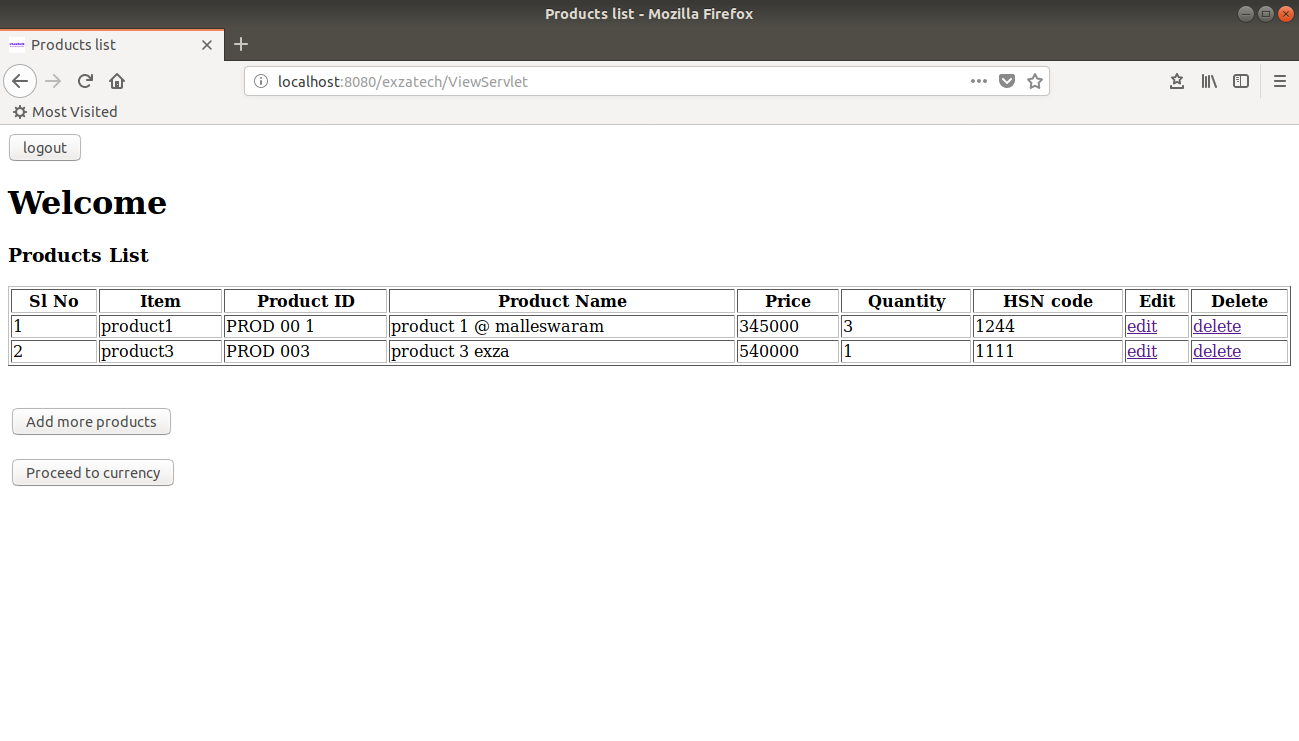 Products list - Mozilla Firefox
Products list
localhost:8080/exzatech/ViewServlet
Most Visited
logout
Welcome
Products List
Sl No Item Product ID Product Name Price Quantity HSN code Edit Delete
1 product1 PROD 00 1 product 1 @ malleswaram 345000 3 1244 edit delete
2 product3 PROD 003 product 3 exza 540000 1 1111 edit delete
Add more products
Proceed to currency